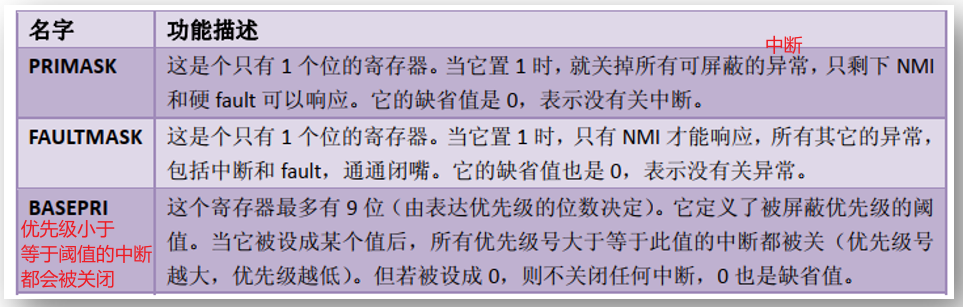 名字 功能描述
中断
PRIMASK 这是个只有 1 个位的寄存器。当它置 1 时，就关掉所有可屏蔽的异常，只剩下 NMI
和硬 fault 可以响应。它的缺省值是 0，表示没有关中断。
FAULTMASK 这是个只有 1 个位的寄存器。当它置 1 时，只有 NMI 才能响应，所有其它的异常，
包括中断和 fault，通通闭嘴。它的缺省值也是 0，表示没有关异常。
BASEPRI 这个寄存器最多有 9 位（由表达优先级的位数决定）。它定义了被屏蔽优先级的阈
优先级小于
等于阈值的中断
都会被关闭
值。当它被设成某个值后，所有优先级号大于等于此值的中断都被关（优先级号
越大，优先级越低）。但若被设成 0，则不关闭任何中断，0 也是缺省值。